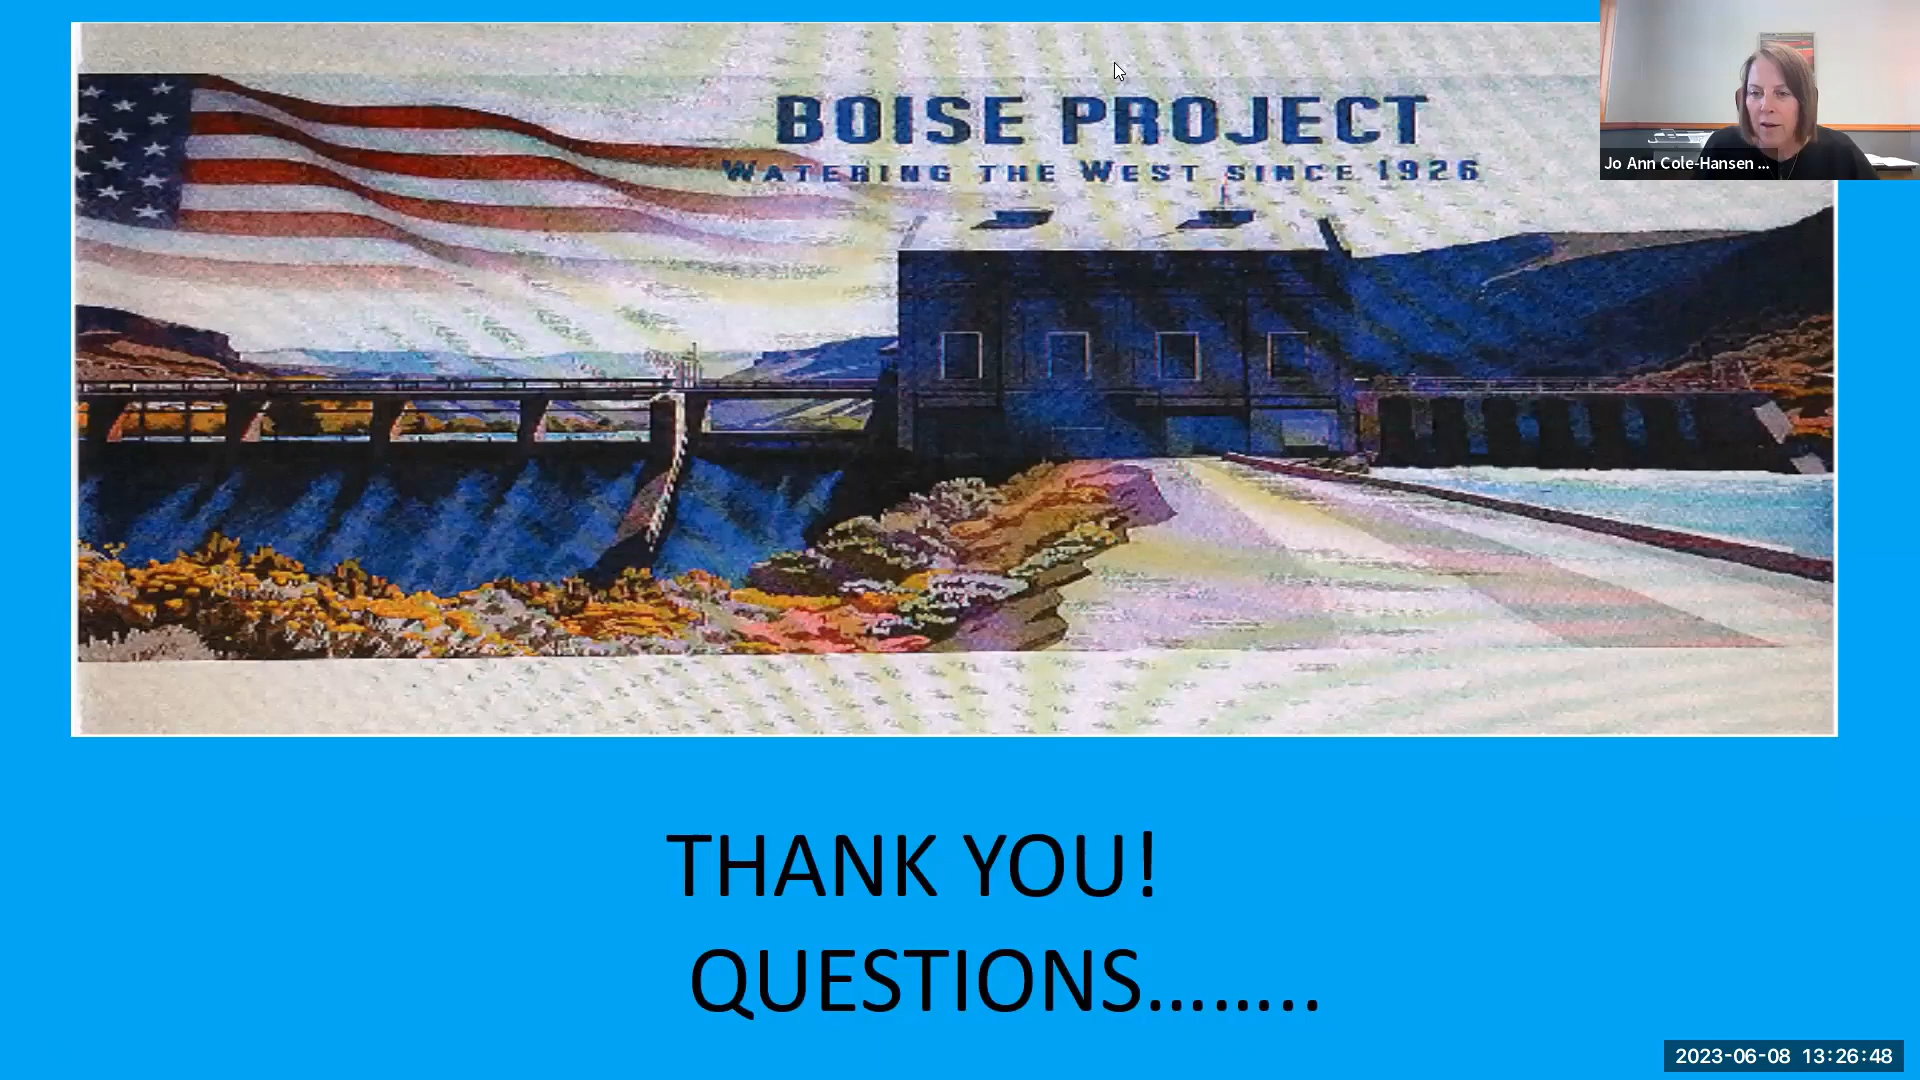 BOISE PROJECT
WATERING THE WEST SINCE 1926
Jo Ann Cole-Hansen ...
THANK YOU!
QUESTIONS........
2023-06-08 13:26:48